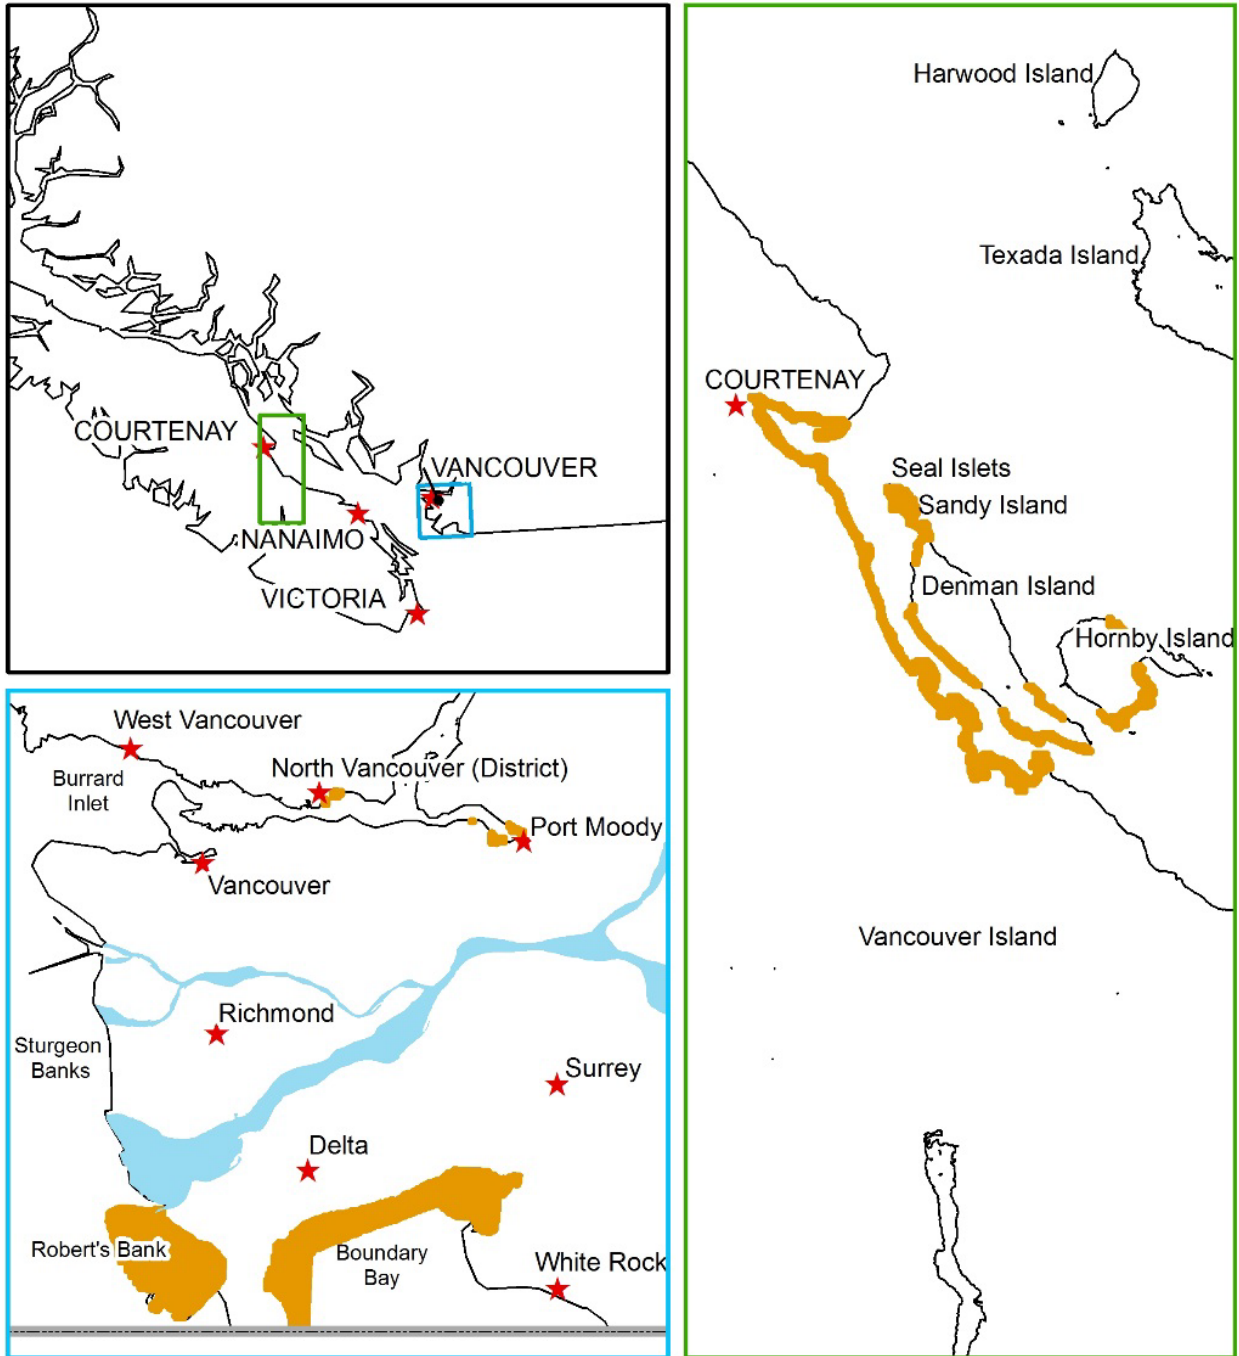 COURTENAY
VANCOUVER
NANAIMO
VICTORIA
West Vancouver
Burrard
Inlet
North Vancouver (District)
Port Moody
Vancouver
Richmond
Sturgeon
Banks
Surrey
Delta
Robert's Bank
Boundary
Bay
White Rock
Harwood Island
Texada Island
COURTENAY
Seal Islets
Sandy Island
Denman Island
Hornby Island
Vancouver Island